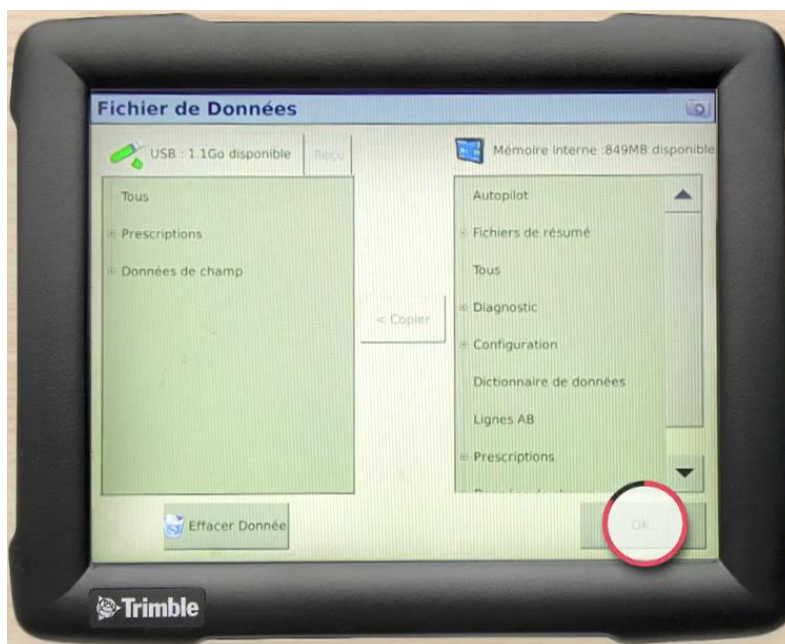 Fichier de Données
USB : 1.1Go disponible
Reçu
Mémoire interne :849MB disponible
Tous
Prescriptions
Données de champ
< Copier
Autopilot
Fichiers de résumé
Tous
Diagnostic
Configuration
Dictionnaire de données
Lignes AB
Prescriptions
Effacer Donnée
OK
Trimble